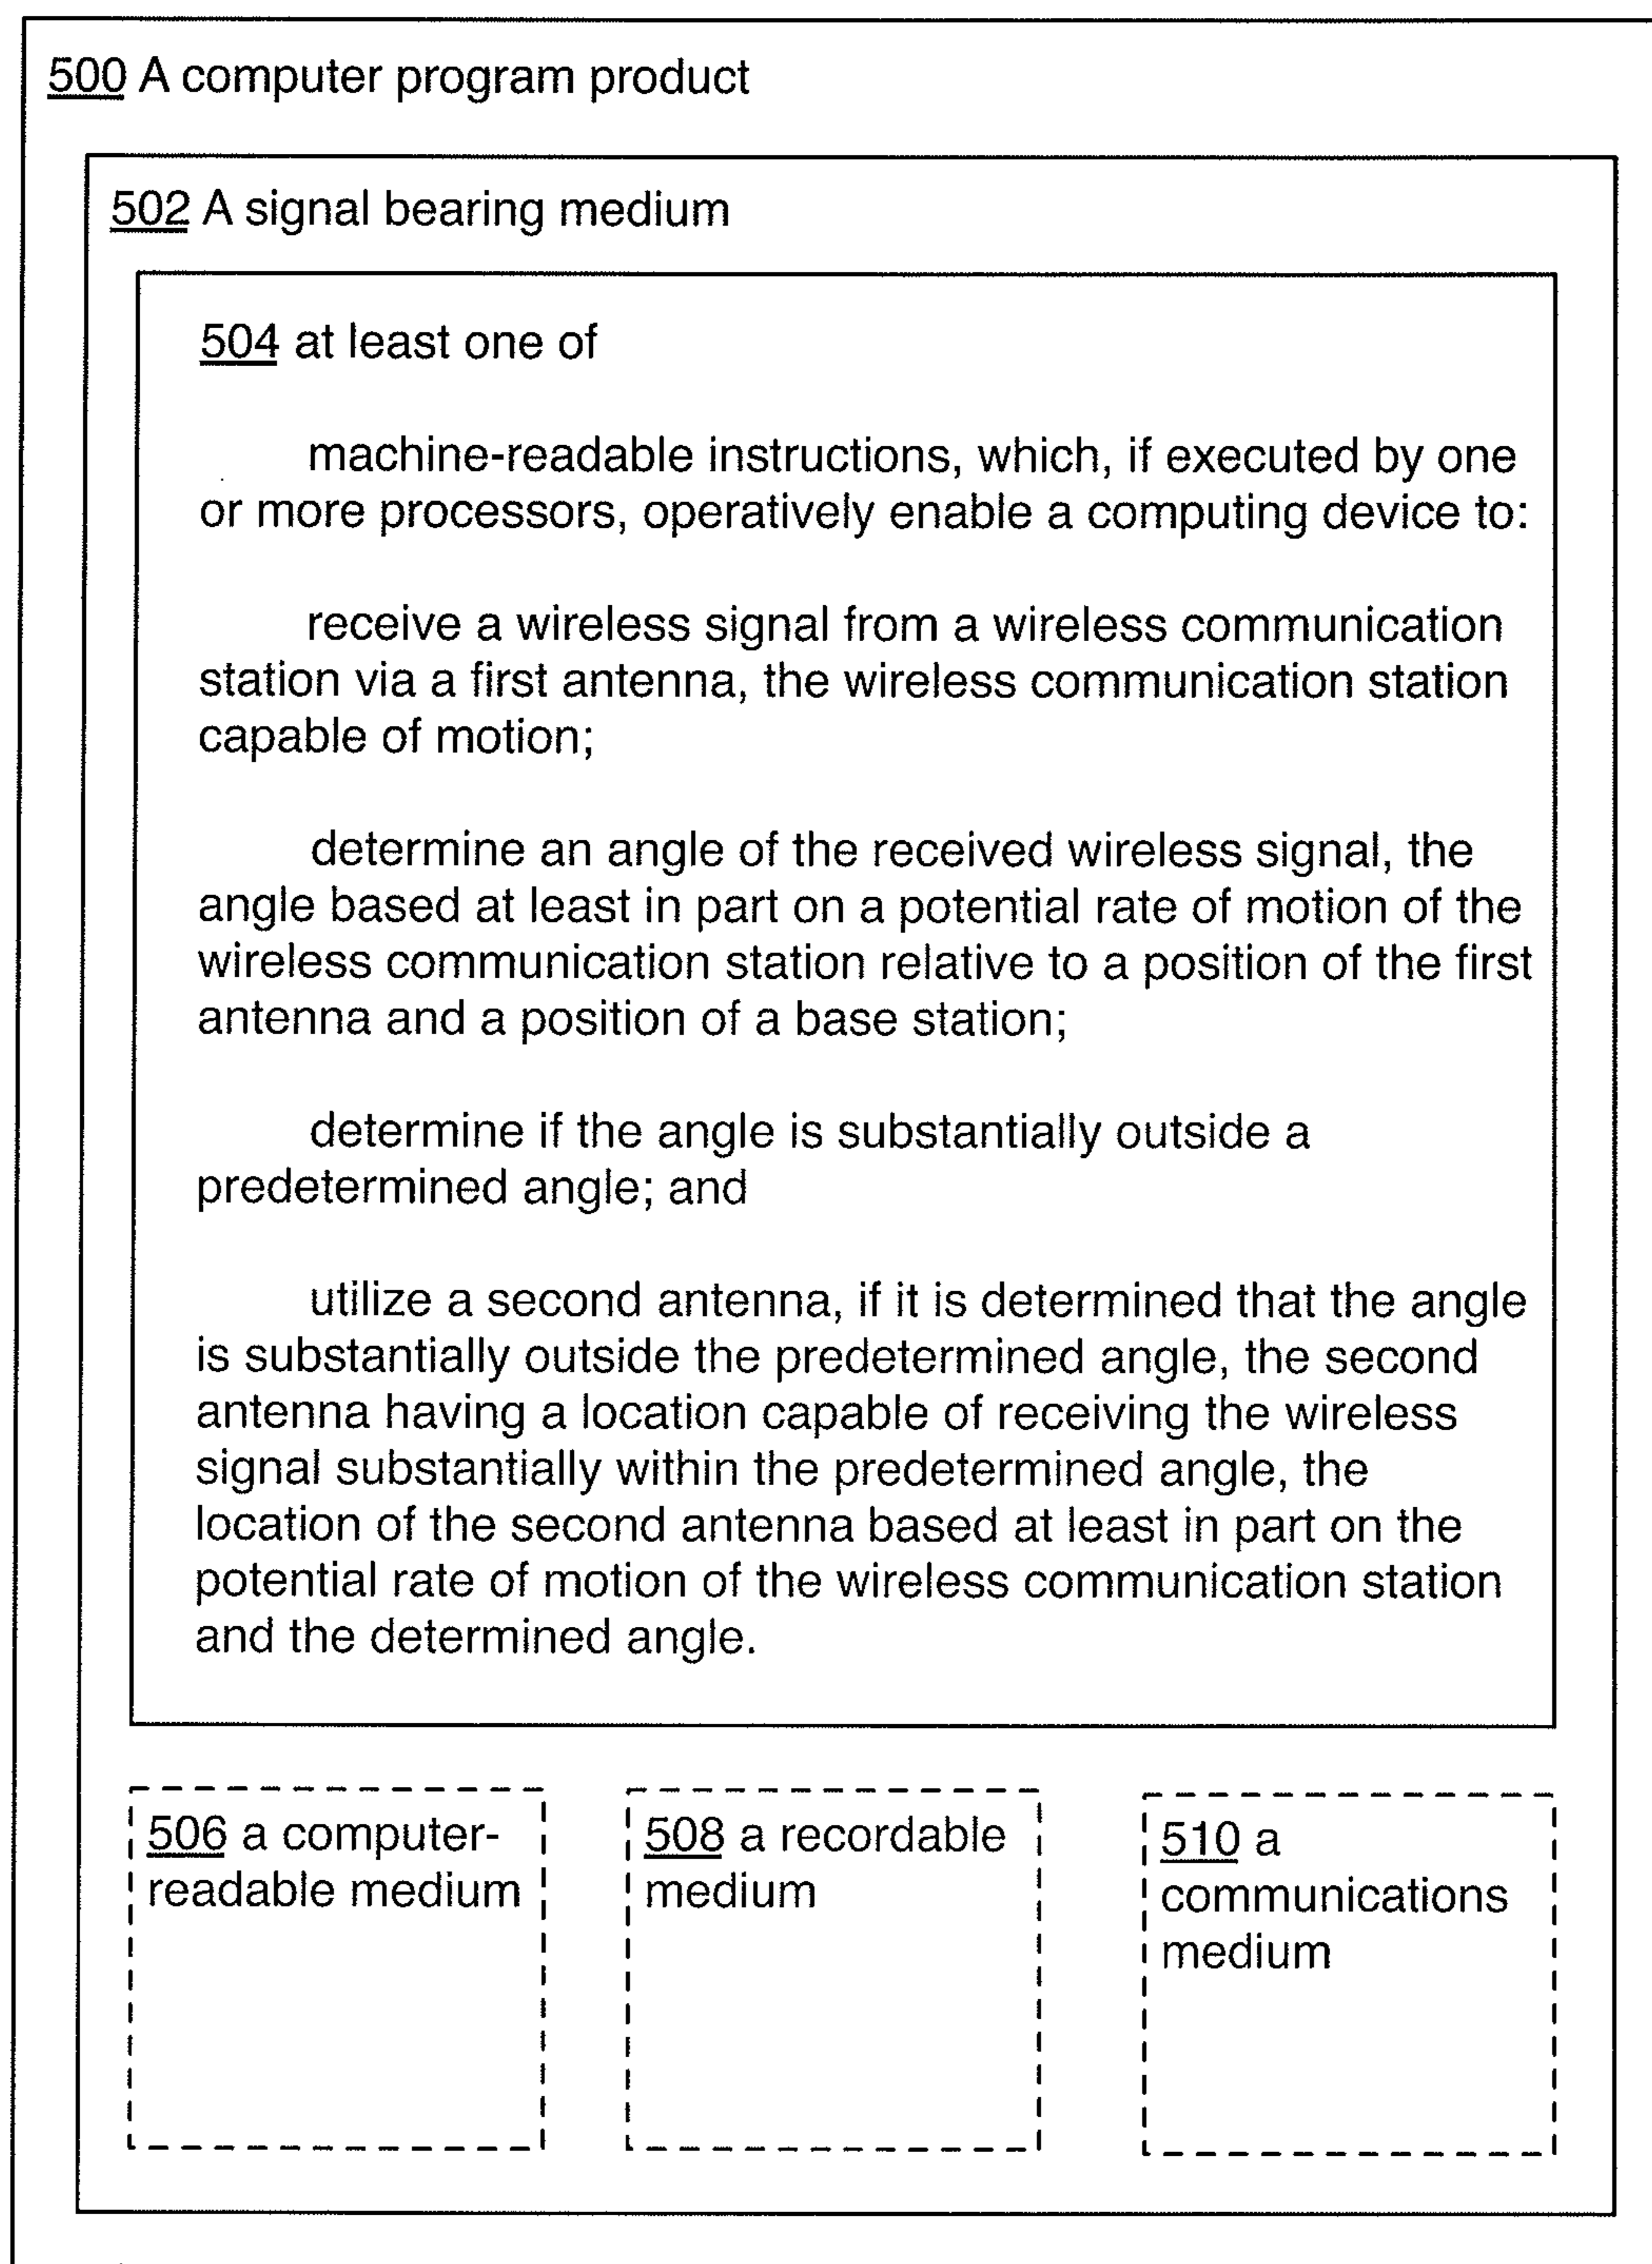 500 A computer program product
502 A signal bearing medium
504 at least one of
machine-readable instructions, which, if executed by one
or more processors, operatively enable a computing device to:
receive a wireless signal from a wireless communication
station via a first antenna, the wireless communication station
capable of motion;
determine an angle of the received wireless signal, the
angle based at least in part on a potential rate of motion of the
wireless communication station relative to a position of the first
antenna and a position of a base station;
determine if the angle is substantially outside a
predetermined angle; and
utilize a second antenna, if it is determined that the angle
is substantially outside the predetermined angle, the second
antenna having a location capable of receiving the wireless
signal substantially within the predetermined angle, the
location of the second antenna based at least in part on the
potential rate of motion of the wireless communication station
and the determined angle.
506 a computer-
readable medium
508 a recordable
medium
510 a
communications
medium